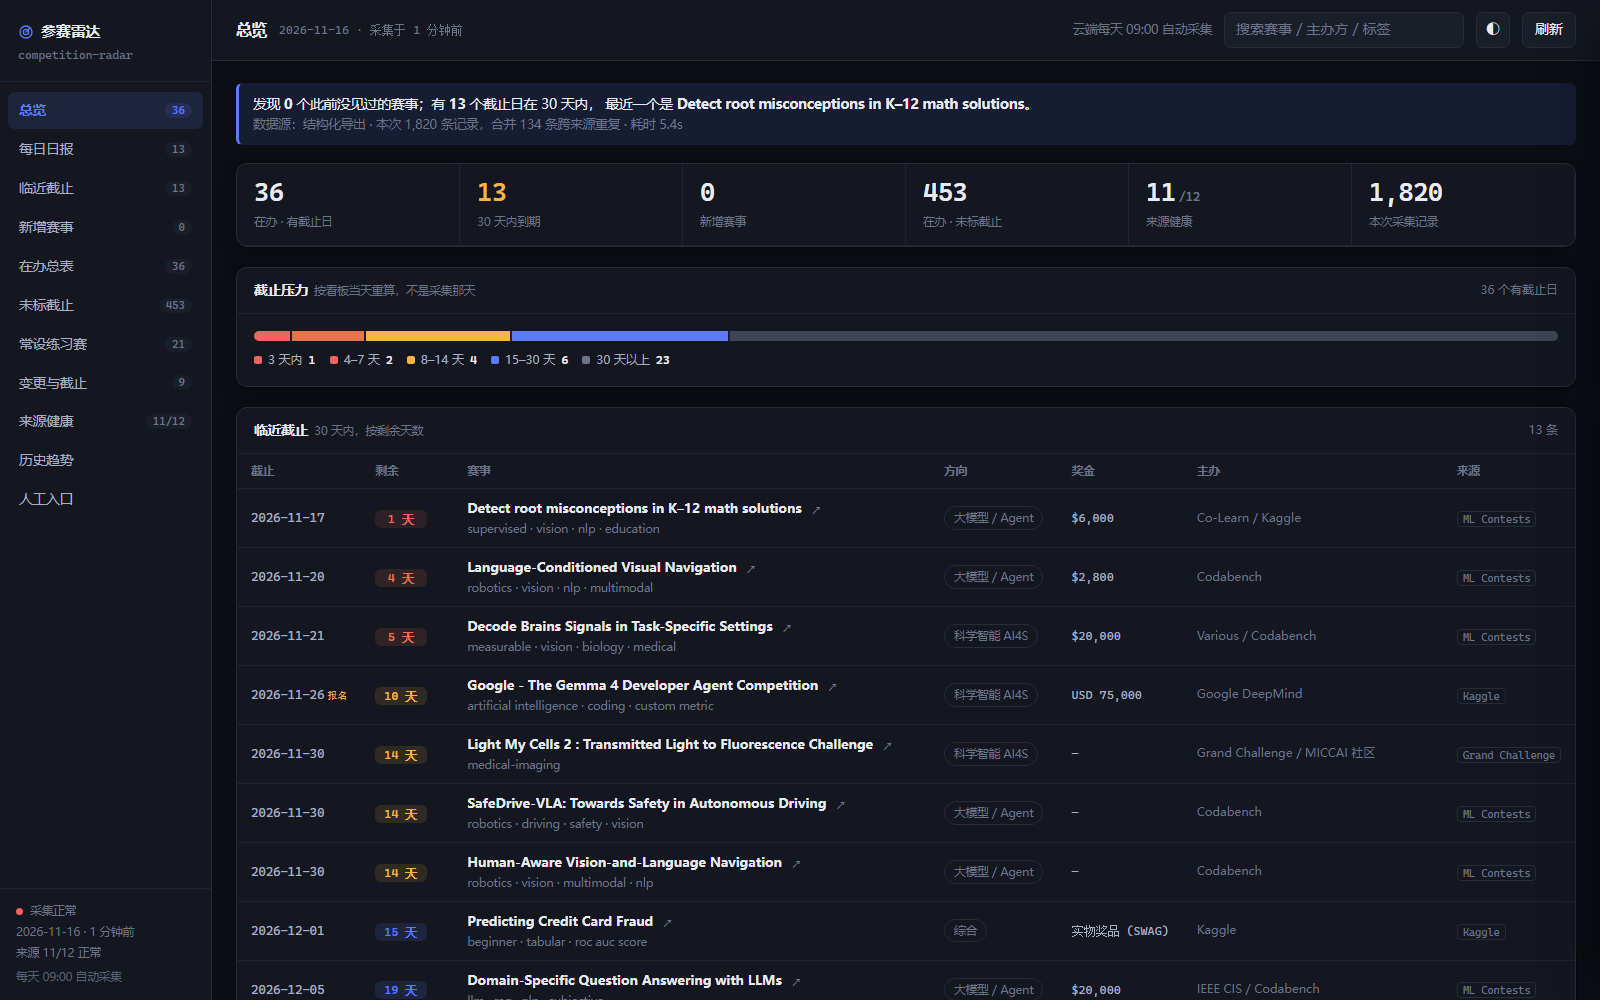 参赛雷达
competition-radar
总览 36
每日日报 13
临近截止 13
新增赛事 0
在办总表 36
未标截止 453
常设练习赛 21
变更与截止 9
来源健康 11/12
历史趋势
人工入口
采集正常
2026-11-16 · 1 分钟前
来源 11/12 正常
每天 09:00 自动采集
总览 2026-11-16 · 采集于 1 分钟前 云端每天 09:00 自动采集 搜索赛事 / 主办方 / 标签 刷新
发现 0 个此前没见过的赛事；有 13 个截止日在 30 天内， 最近一个是 Detect root misconceptions in K–12 math solutions。
数据源：结构化导出 · 本次 1,820 条记录，合并 134 条跨来源重复 · 耗时 5.4s
36 13 0 453 11/12 1,820
在办 · 有截止日 30 天内到期 新增赛事 在办 · 未标截止 来源健康 本次采集记录
截止压力 按看板当天重算，不是采集那天 36 个有截止日
3 天内 1 4–7 天 2 8–14 天 4 15–30 天 6 30 天以上 23
临近截止 30 天内，按剩余天数 13 条
截止 剩余 赛事 方向 奖金 主办 来源
2026-11-17 1 天 Detect root misconceptions in K–12 math solutions ↗ 大模型 / Agent $6,000 Co-Learn / Kaggle ML Contests
supervised · vision · nlp · education
2026-11-20 4 天 Language-Conditioned Visual Navigation ↗ 大模型 / Agent $2,800 Codabench ML Contests
robotics · vision · nlp · multimodal
2026-11-21 5 天 Decode Brains Signals in Task-Specific Settings ↗ 科学智能 AI4S $20,000 Various / Codabench ML Contests
measurable · vision · biology · medical
2026-11-26 报名 10 天 Google - The Gemma 4 Developer Agent Competition ↗ 科学智能 AI4S USD 75,000 Google DeepMind Kaggle
artificial intelligence · coding · custom metric
2026-11-30 14 天 Light My Cells 2 : Transmitted Light to Fluorescence Challenge ↗ 科学智能 AI4S – Grand Challenge / MICCAI 社区 Grand Challenge
medical-imaging
2026-11-30 14 天 SafeDrive-VLA: Towards Safety in Autonomous Driving ↗ 大模型 / Agent – Codabench ML Contests
robotics · driving · safety · vision
2026-11-30 14 天 Human-Aware Vision-and-Language Navigation ↗ 大模型 / Agent – Codabench ML Contests
robotics · vision · multimodal · nlp
2026-12-01 15 天 Predicting Credit Card Fraud ↗ 综合 实物奖品 (SWAG) Kaggle Kaggle
beginner · tabular · roc auc score
2026-12-05 19 天 Domain-Specific Question Answering with LLMs ↗ 大模型 / Agent $20,000 IEEE CIS / Codabench ML Contests